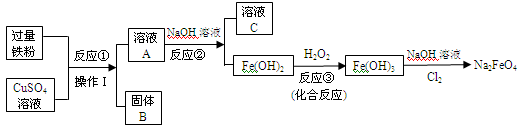 过量
铁粉
CuSO₄
溶液
反应①
操作 I
溶液
A
固体
B
NaOH 溶液
反应②
溶液
C
Fe(OH)₂
H₂O₂
反应③
(化合反应)
Fe(OH)₃
NaOH 溶液
Cl₂
Na₂FeO₄